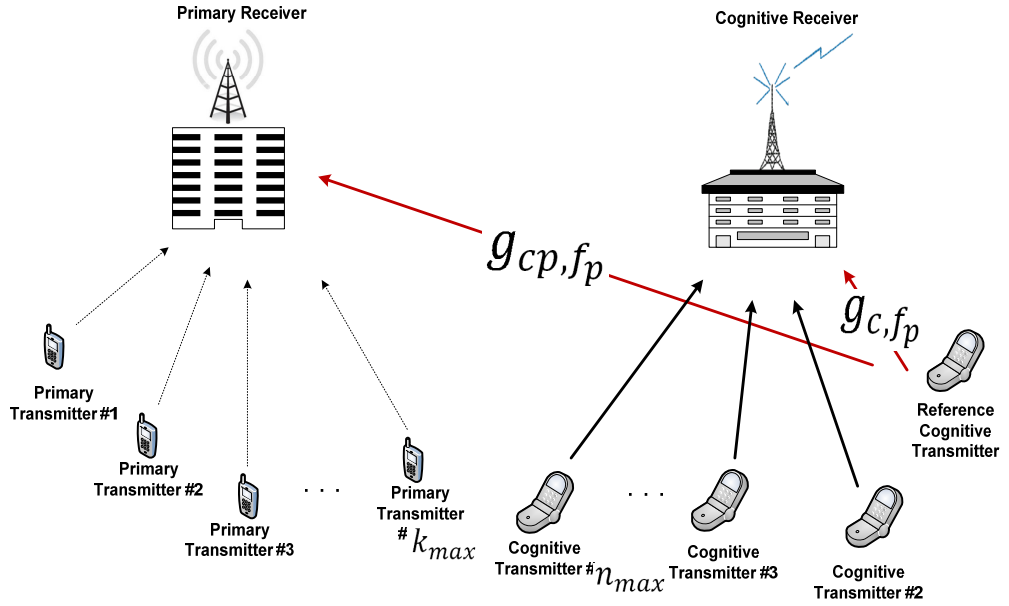 Primary Receiver
Cognitive Receiver
g_{cp,f_p}
g_{c,f_p}
Primary
Transmitter #1
Primary
Transmitter #2
Primary
Transmitter #3
. . .
Primary
Transmitter
# k_{max}
Reference
Cognitive
Transmitter
Cognitive
Transmitter # n_{max}
. . .
Cognitive
Transmitter #3
Cognitive
Transmitter #2